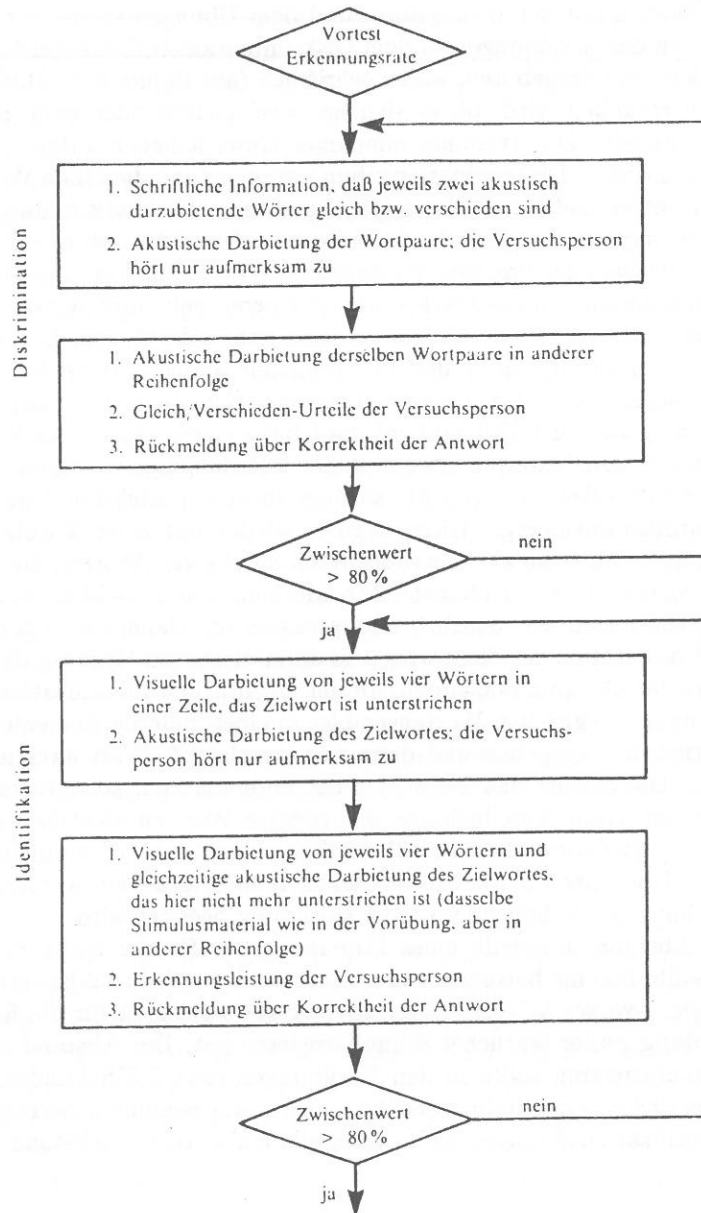 Vortest
Erkennungsrate
Diskrimination
1. Schriftliche Information, daß jeweils zwei akustisch
darzubietende Wörter gleich bzw. verschieden sind
2. Akustische Darbietung der Wortpaare; die Versuchsperson
hört nur aufmerksam zu
1. Akustische Darbietung derselben Wortpaare in anderer
Reihenfolge
2. Gleich/Verschieden-Urteile der Versuchsperson
3. Rückmeldung über Korrektheit der Antwort
Zwischenwert
> 80%
nein
ja
Identifikation
1. Visuelle Darbietung von jeweils vier Wörtern in
einer Zeile, das Zielwort ist unterstrichen
2. Akustische Darbietung des Zielwortes; die Versuchs-
person hört nur aufmerksam zu
1. Visuelle Darbietung von jeweils vier Wörtern und
gleichzeitige akustische Darbietung des Zielwortes,
das hier nicht mehr unterstrichen ist (dasselbe
Stimulusmaterial wie in der Vorübung, aber in
anderer Reihenfolge)
2. Erkennungsleistung der Versuchsperson
3. Rückmeldung über Korrektheit der Antwort
Zwischenwert
> 80%
nein
ja